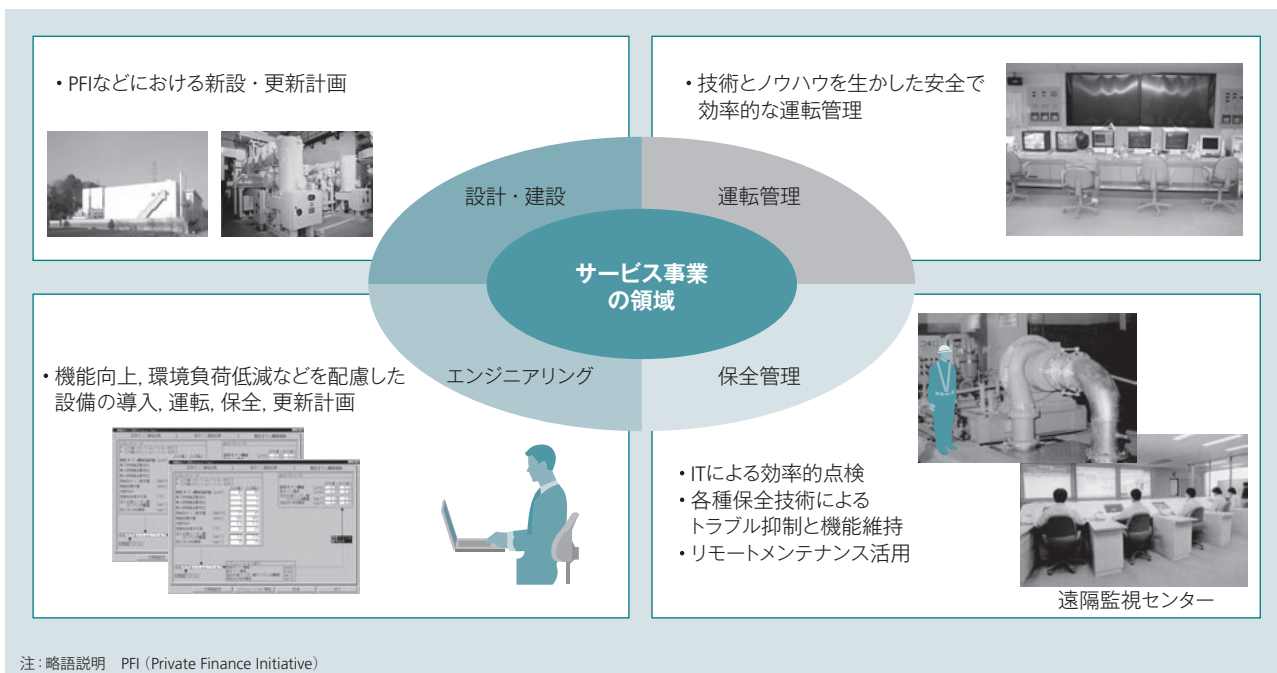 ・PFIなどにおける新設・更新計画
・技術とノウハウを生かした安全で
効率的な運転管理
設計・建設
運転管理
サービス事業
の領域
エンジニアリング
保全管理
・機能向上, 環境負荷低減などを配慮した
設備の導入, 運転, 保全, 更新計画
・ITによる効率的点検
・各種保全技術による
トラブル抑制と機能維持
・リモートメンテナンス活用
遠隔監視センター
注：略語説明　PFI（Private Finance Initiative）